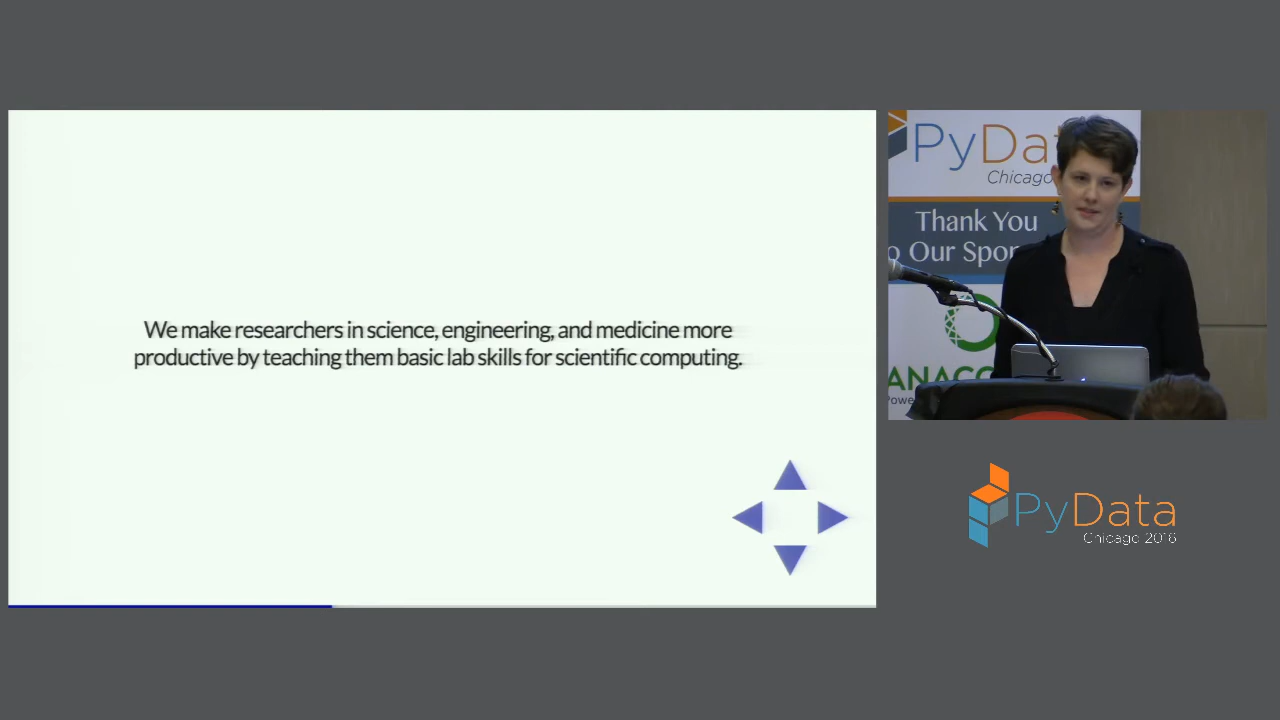 We make researchers in science, engineering, and medicine more
productive by teaching them basic lab skills for scientific computing.
PyDat
Chicago
Thank You
o Our Spon
ANACO
Powe
PyData
Chicago 2016